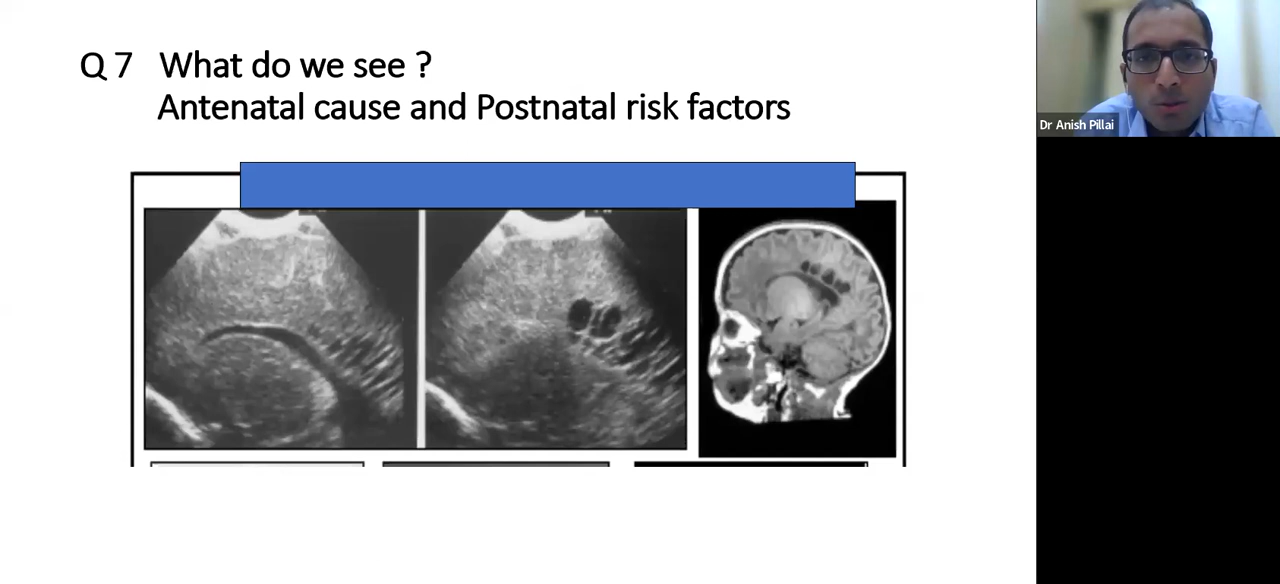 Q 7 What do we see ?
Antenatal cause and Postnatal risk factors
Dr Anish Pillai